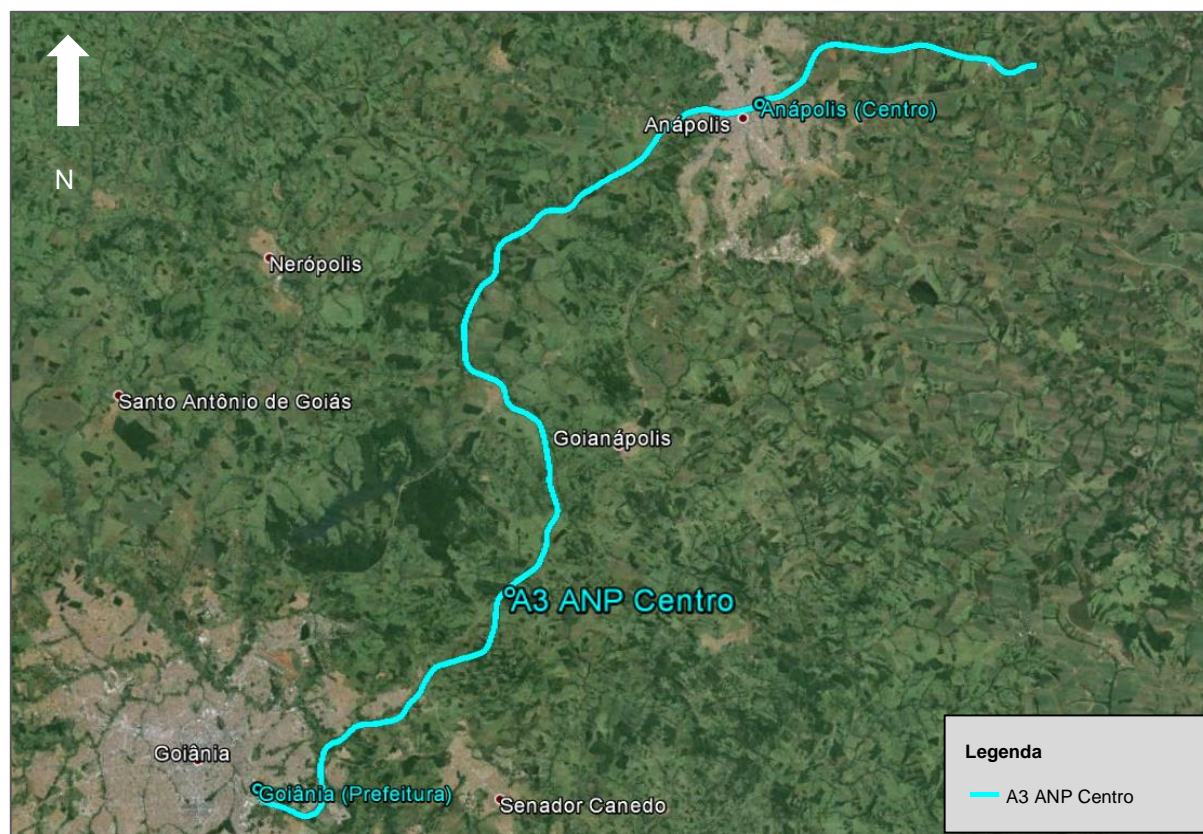 N
Anápolis (Centro)
Anápolis
Nerópolis
Santo Antônio de Goiás
Goianápolis
A3 ANP Centro
Goiânia
Goiânia (Prefeitura)
Senador Canedo
Legenda
A3 ANP Centro